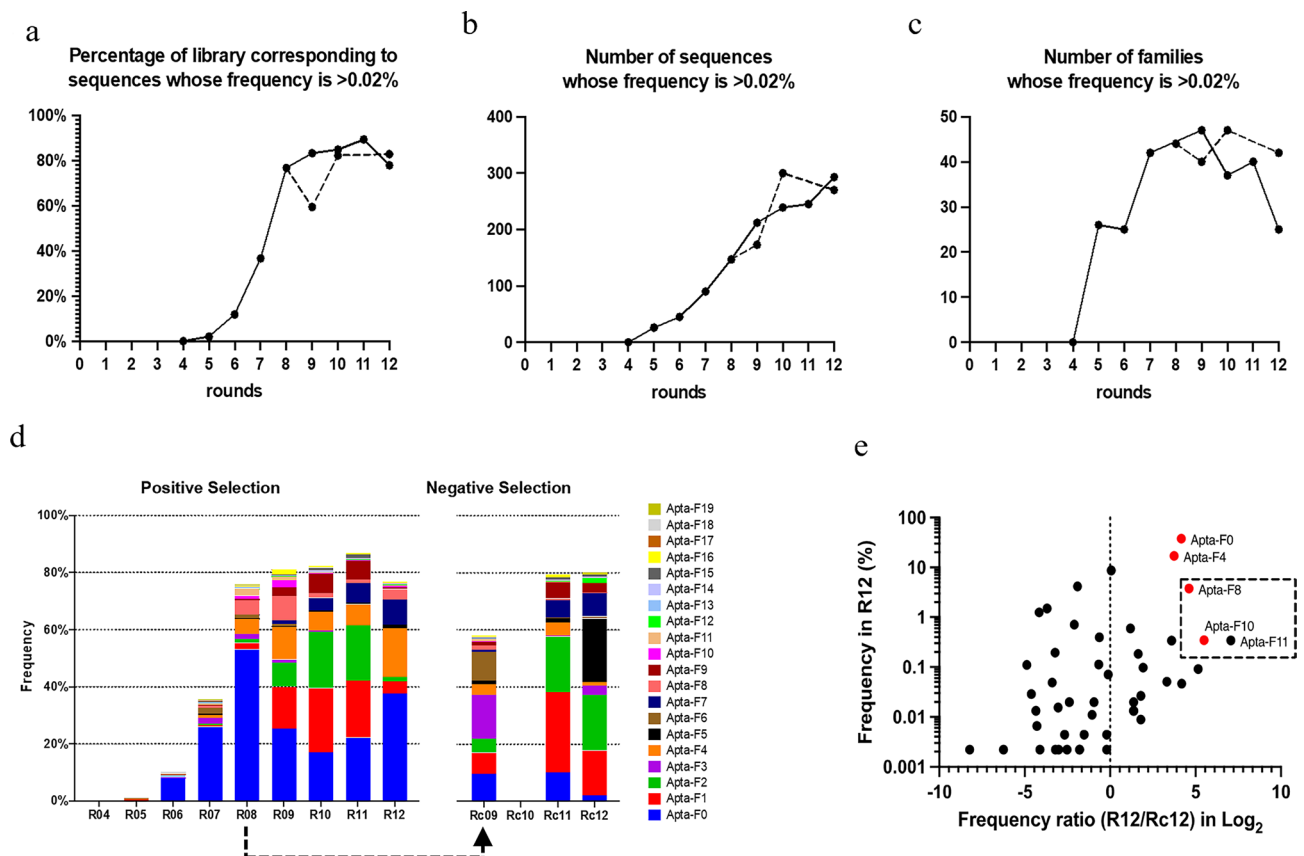 a
Percentage of library corresponding to
sequences whose frequency is >0.02%
100%
80%
60%
40%
20%
0%
0 1 2 3 4 5 6 7 8 9 10 11 12
rounds
b
Number of sequences
whose frequency is >0.02%
400
300
200
100
0
0 1 2 3 4 5 6 7 8 9 10 11 12
rounds
c
Number of families
whose frequency is >0.02%
50
40
30
20
10
0
0 1 2 3 4 5 6 7 8 9 10 11 12
rounds
d
Positive Selection
Negative Selection
Frequency
100%
80%
60%
40%
20%
0%
R04 R05 R06 R07 R08 R09 R10 R11 R12
Rc09 Rc10 Rc11 Rc12
Apta-F19
Apta-F18
Apta-F17
Apta-F16
Apta-F15
Apta-F14
Apta-F13
Apta-F12
Apta-F11
Apta-F10
Apta-F9
Apta-F8
Apta-F7
Apta-F6
Apta-F5
Apta-F4
Apta-F3
Apta-F2
Apta-F1
Apta-F0
e
Frequency in R12 (%)
100
10
1
0.1
0.01
0.001
Apta-F0
Apta-F4
Apta-F8
Apta-F10
Apta-F11
-10 -5 0 5 10
Frequency ratio (R12/Rc12) in Log2